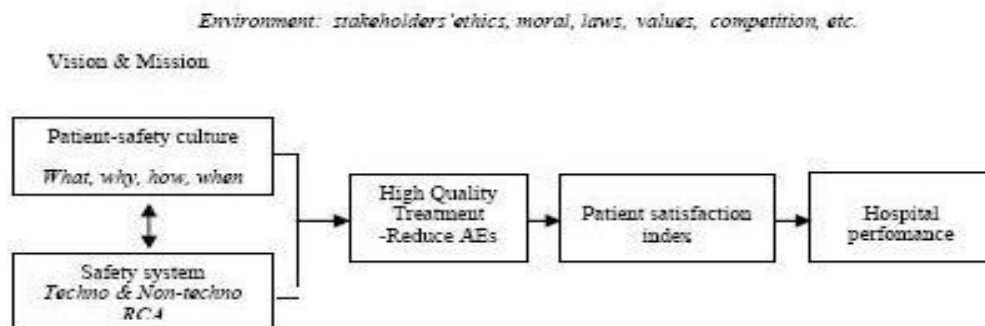 Environment: stakeholders'ethics, moral, laws, values, competition, etc.
Vision & Mission
Patient-safety culture
What, why, how, when
Safety system
Techno & Non-techno
RCA
High Quality
Treatment
-Reduce AEs
Patient satisfaction
index
Hospital
perfomance